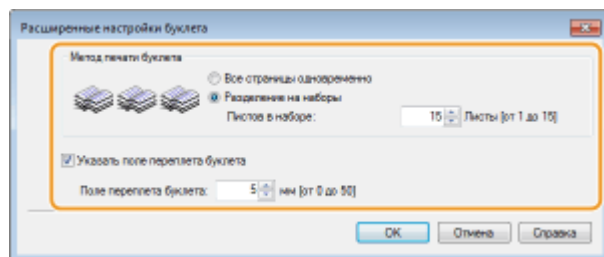 Расширенные настройки буклета
Метод печати буклета
Все страницы одновременно
Разделение на наборы
Листов в наборе: 15 Листы [от 1 до 15]
Указать поле переплета буклета
Поле переплета буклета: 5 мм [от 0 до 50]
OK Отмена Справка